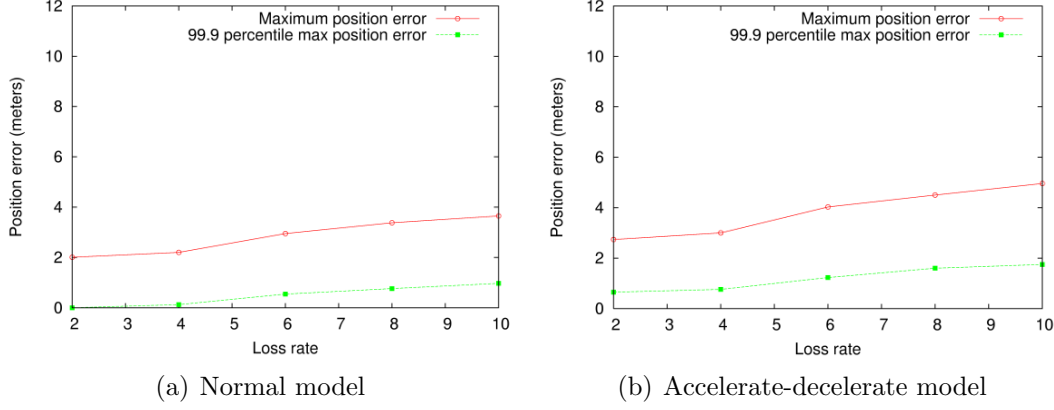 12
10
8
6
4
2
0
Position error (meters)
Maximum position error
99.9 percentile max position error
2 3 4 5 6 7 8 9 10
Loss rate
(a) Normal model
12
10
8
6
4
2
0
Position error (meters)
Maximum position error
99.9 percentile max position error
2 3 4 5 6 7 8 9 10
Loss rate
(b) Accelerate-decelerate model